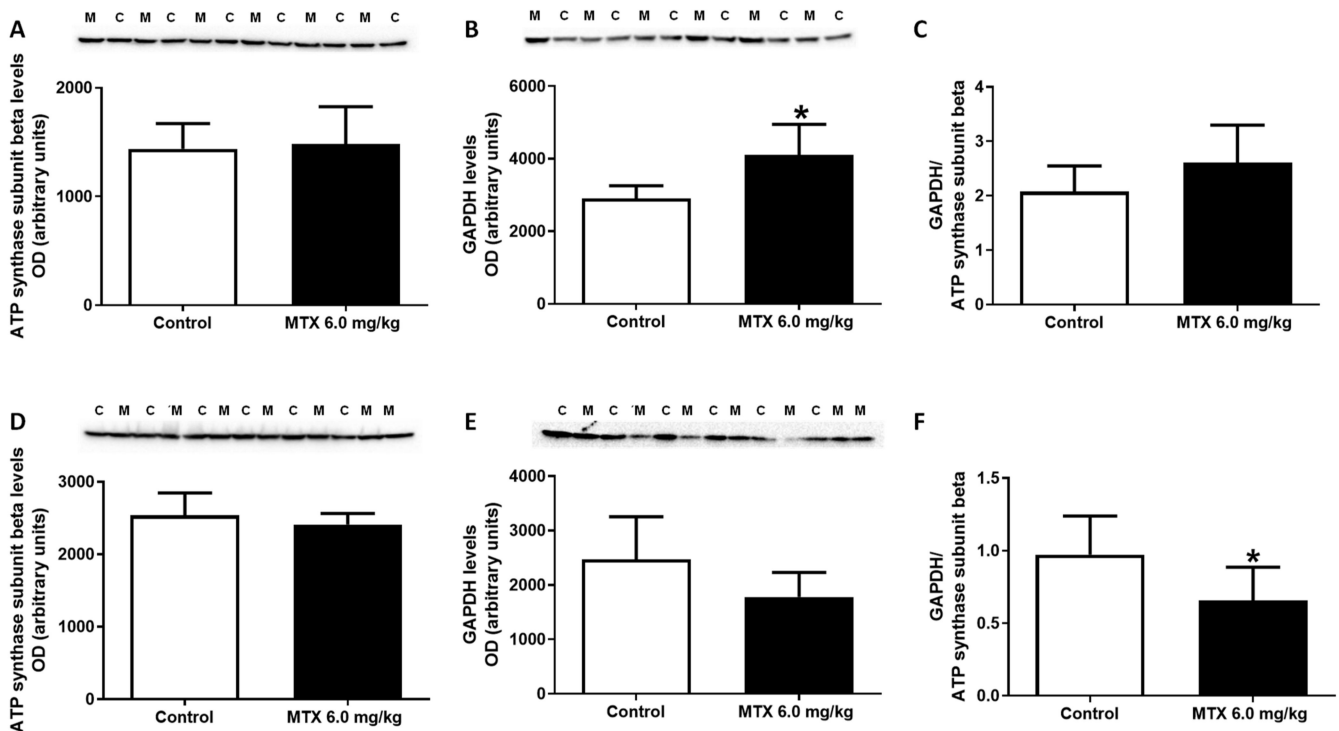 A
M C M C M C M C M C M C
ATP synthase subunit beta levels
OD (arbitrary units)
2000
1000
0
Control
MTX 6.0 mg/kg
B
M C M C M C M C M C M C
GAPDH levels
OD (arbitrary units)
6000
4000
2000
0
*
Control
MTX 6.0 mg/kg
C
GAPDH/
ATP synthase subunit beta
4
3
2
1
0
Control
MTX 6.0 mg/kg
D
C M C M C M C M C M C M M
ATP synthase subunit beta levels
OD (arbitrary units)
3000
2000
1000
0
Control
MTX 6.0 mg/kg
E
C M C M C M C M C M C M M
GAPDH levels
OD (arbitrary units)
4000
3000
2000
1000
0
Control
MTX 6.0 mg/kg
F
GAPDH/
ATP synthase subunit beta
1.5
1.0
0.5
0.0
*
Control
MTX 6.0 mg/kg